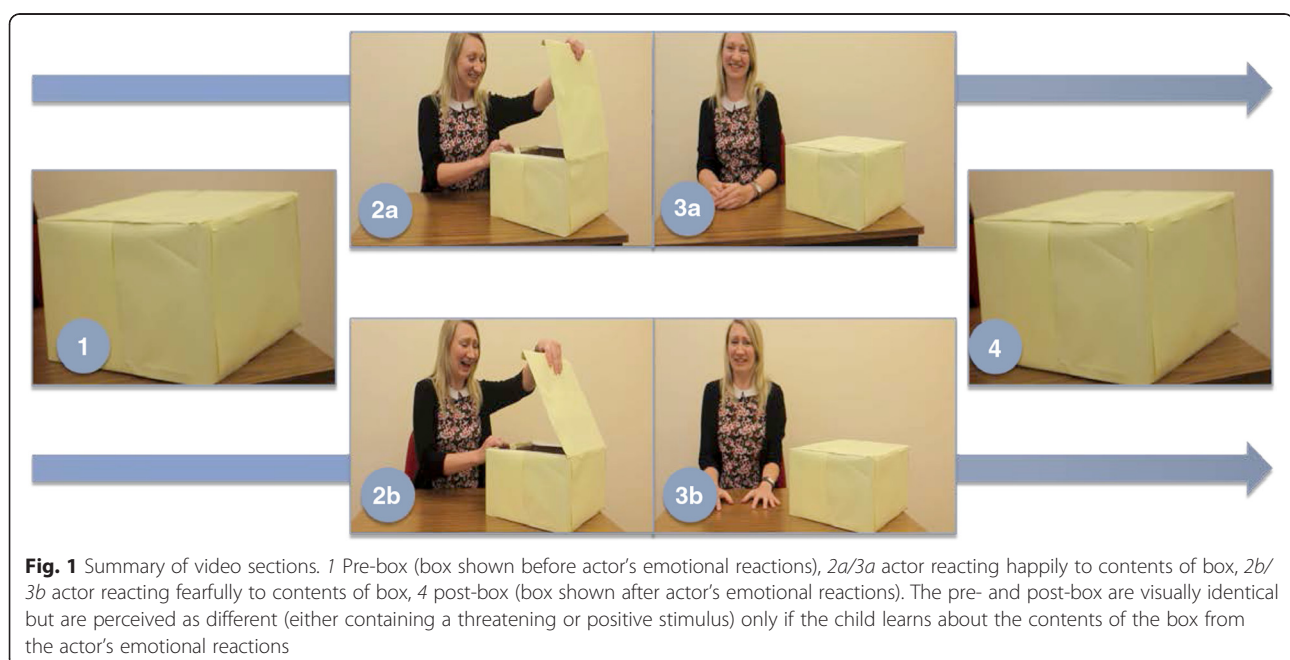 2a
3a
1
4
2b
3b
Fig. 1 Summary of video sections. 1 Pre-box (box shown before actor's emotional reactions), 2a/3a actor reacting happily to contents of box, 2b/
3b actor reacting fearfully to contents of box, 4 post-box (box shown after actor's emotional reactions). The pre- and post-box are visually identical
but are perceived as different (either containing a threatening or positive stimulus) only if the child learns about the contents of the box from
the actor's emotional reactions